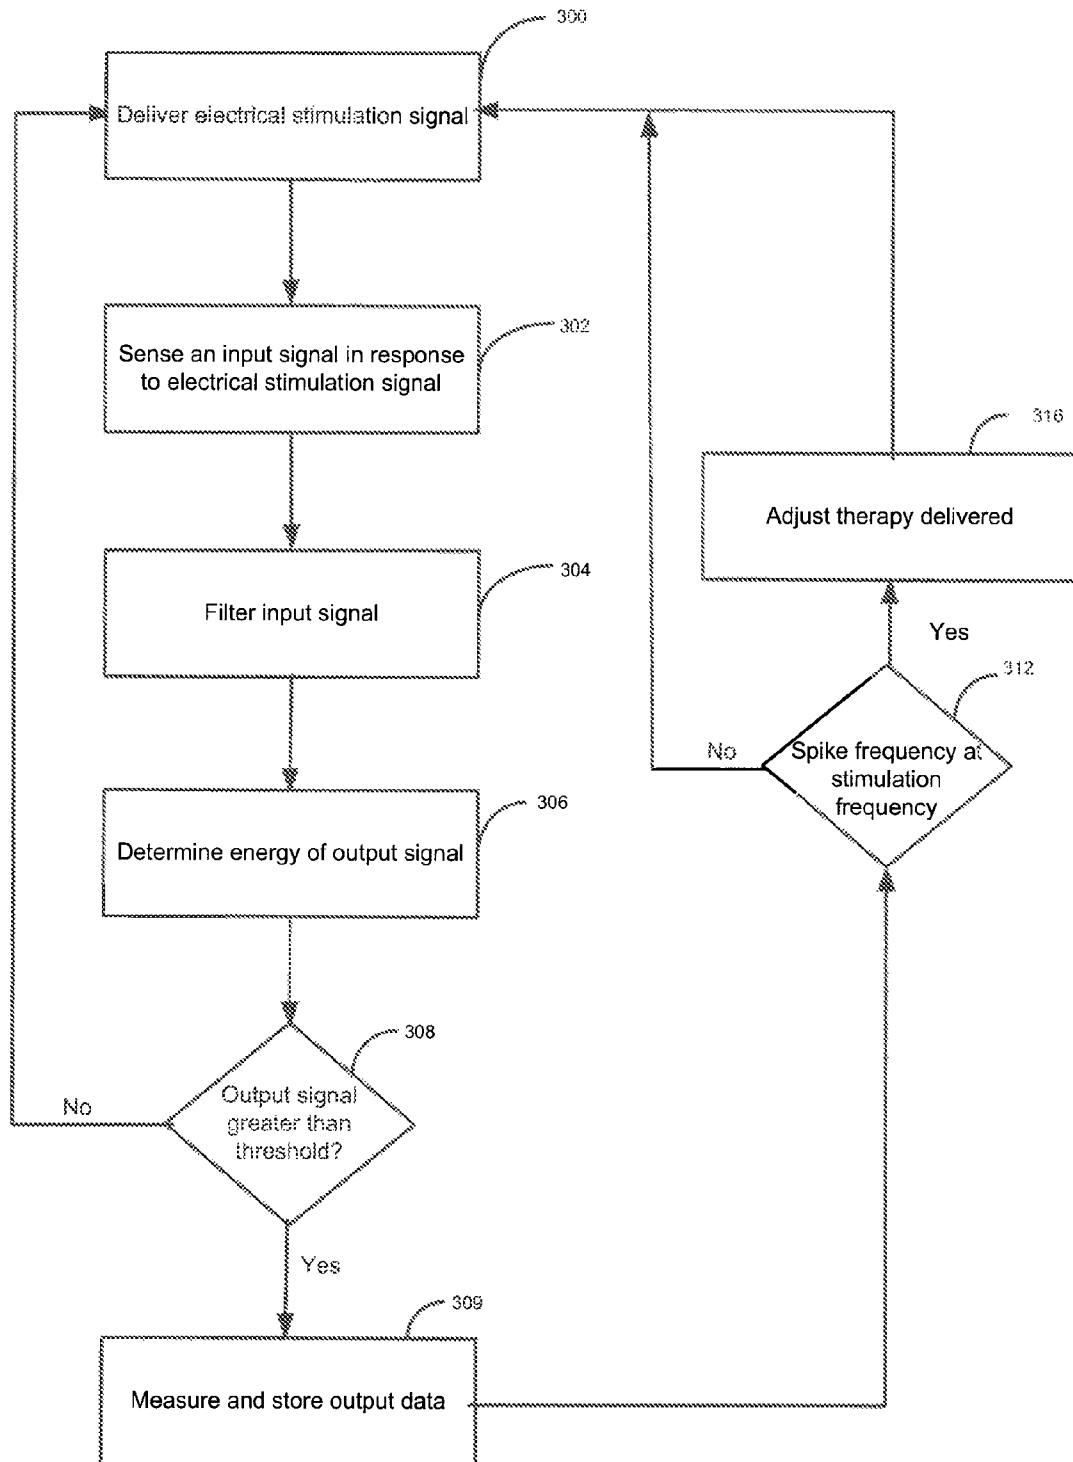 300
Deliver electrical stimulation signal
302
Sense an input signal in response
to electrical stimulation signal
304
Filter input signal
306
Determine energy of output signal
308
Output signal
greater than
threshold?
No
Yes
309
Measure and store output data
312
Spike frequency at
stimulation
frequency
No
Yes
316
Adjust therapy delivered